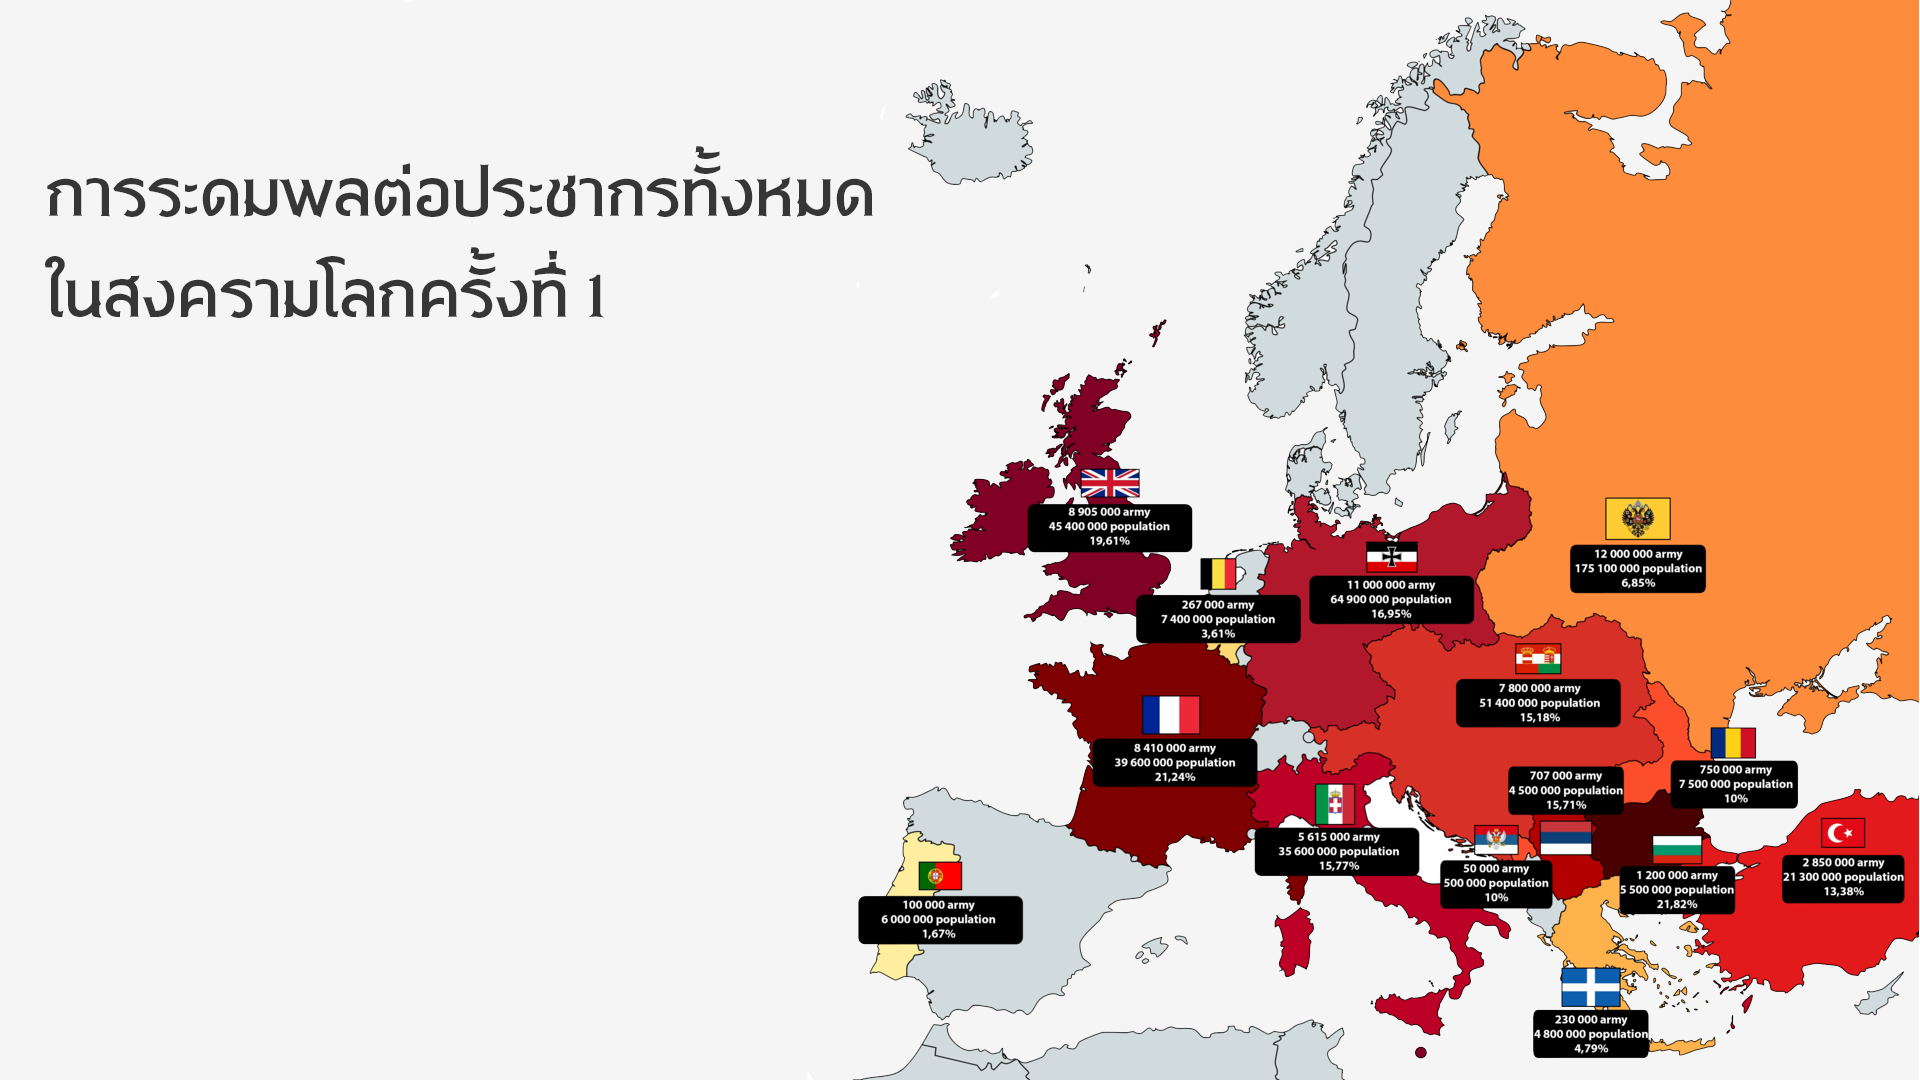 การระดมพลต่อประชากรทั้งหมด
ในสงครามโลกครั้งที่ 1
8 905 000 army
45 400 000 population
19,61%
12 000 000 army
175 100 000 population
6,85%
11 000 000 army
64 900 000 population
16,95%
267 000 army
7 400 000 population
3,61%
7 800 000 army
51 400 000 population
15,18%
8 410 000 army
39 600 000 population
21,24%
750 000 army
7 500 000 population
10%
707 000 army
4 500 000 population
15,71%
5 615 000 army
35 600 000 population
15,77%
50 000 army
500 000 population
10%
1 200 000 army
5 500 000 population
21,82%
2 850 000 army
21 300 000 population
13,38%
100 000 army
6 000 000 population
1,67%
230 000 army
4 800 000 population
4,79%